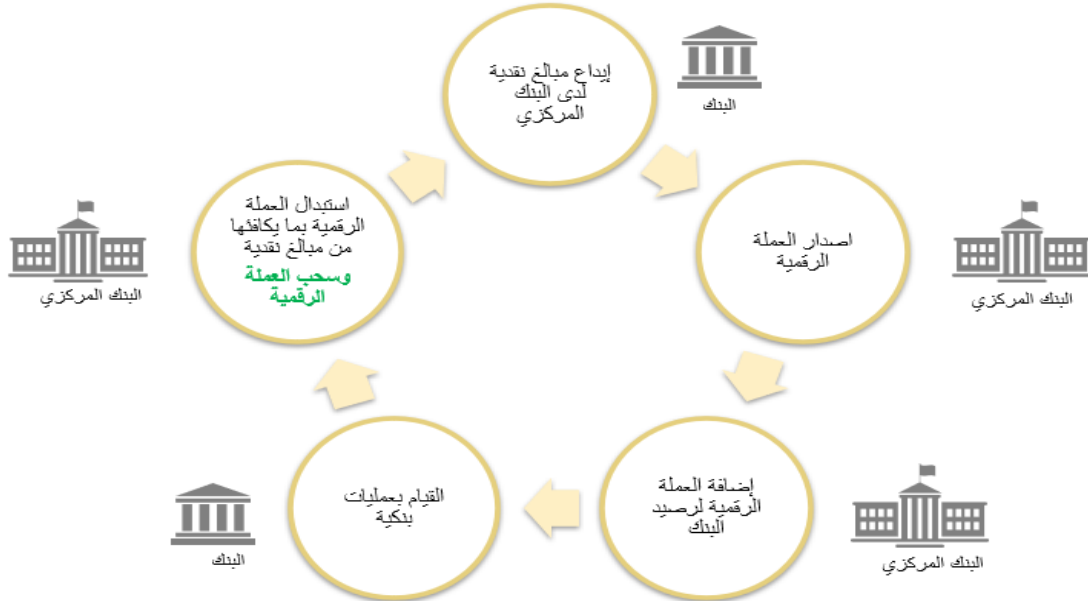 إيداع مبالغ نقدية
لدى البنك
المركزي
البنك
اصدار العملة
الرقمية
البنك المركزي
إضافة العملة
الرقمية لرصيد
البنك
البنك المركزي
القيام بعمليات
بنكية
البنك
استبدال العملة
الرقمية بما يكافئها
من مبالغ نقدية
وسحب العملة
الرقمية
البنك المركزي